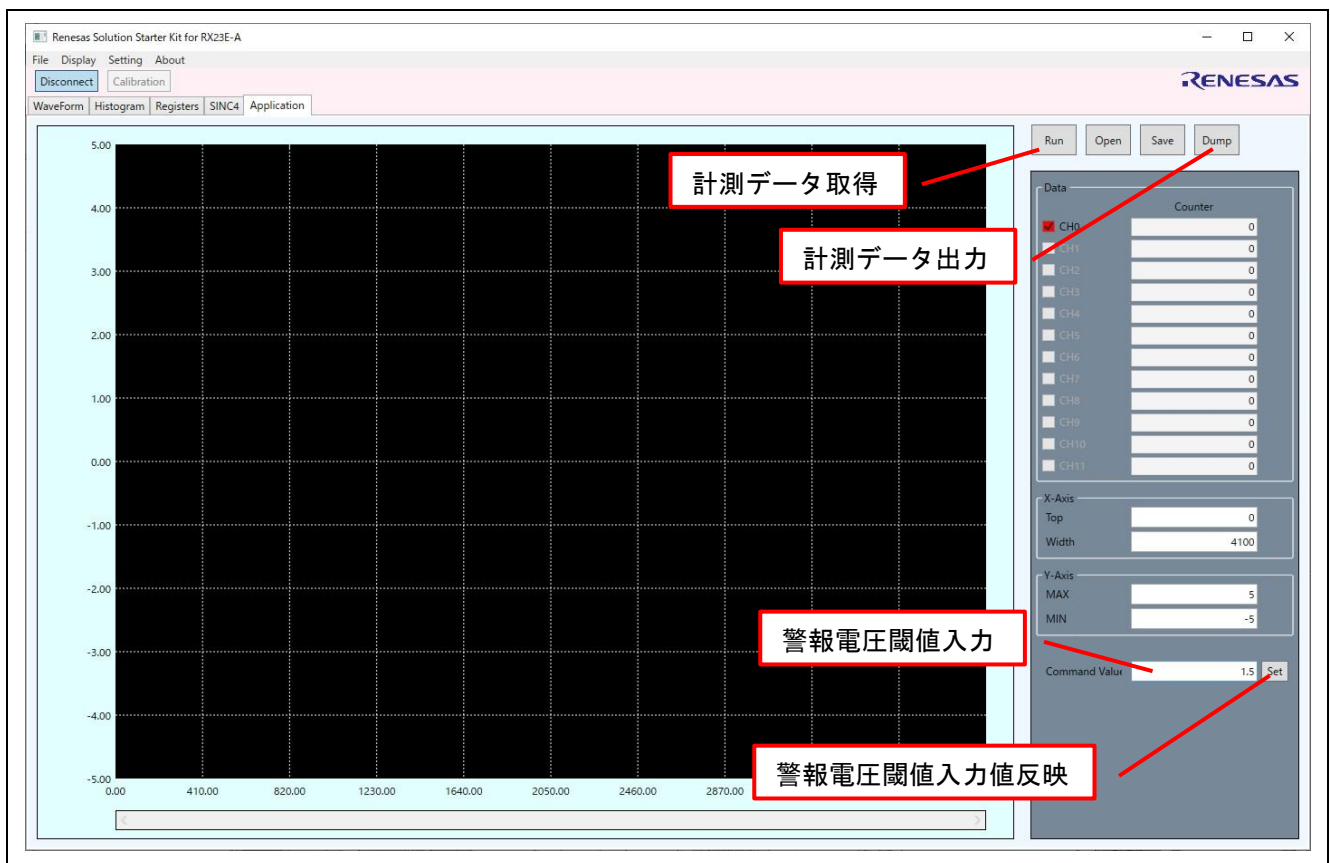 Renesas Solution Starter Kit for RX23E-A
File Display Setting About
Disconnect Calibration
RENESAS
WaveForm Histogram Registers SINC4 Application
Run Open Save Dump
計測データ取得
計測データ出力
Data
Counter
CH0 0
CH1 0
CH2 0
CH3 0
CH4 0
CH5 0
CH6 0
CH7 0
CH8 0
CH9 0
CH10 0
CH11 0
X-Axis
Top 0
Width 4100
Y-Axis
MAX 5
MIN -5
警報電圧閾値入力
Command Value 1.5 Set
警報電圧閾値入力値反映
5.00
4.00
3.00
2.00
1.00
0.00
-1.00
-2.00
-3.00
-4.00
-5.00
0.00 410.00 820.00 1230.00 1640.00 2050.00 2460.00 2870.00